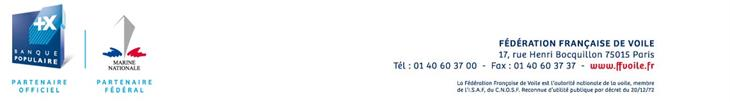 BANQUE
POPULAIRE
PARTENAIRE
OFFICIEL
MARINE
NATIONALE
PARTENAIRE
FÉDÉRAL
FÉDÉRATION FRANÇAISE DE VOILE
17, rue Henri Bocquillon 75015 Paris
Tél : 01 40 60 37 00 - Fax : 01 40 60 37 37 - www.ffvoile.fr
La Fédération Française de Voile est l'autorité nationale de la voile, membre
de l'I.S.A.F, du C.N.O.S.F. Reconnue d'utilité publique par décret du 20/12/72